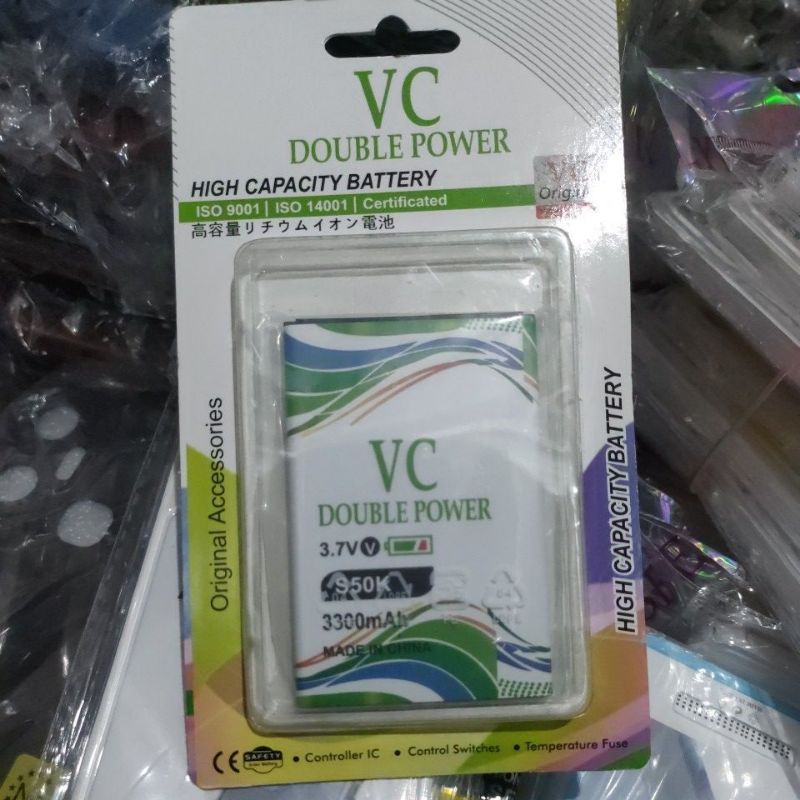 VC
DOUBLE POWER
HIGH CAPACITY BATTERY
VC
Original
ISO 9001 | ISO 14001 | Certificated
高容量リチウムイオン電池
Original Accessories
HIGH CAPACITY BATTERY
VC
DOUBLE POWER
3.7V V
S50K
3300mAh
MADE IN CHINA
CE SAFETY • Controller IC • Control Switches • Temperature Fuse